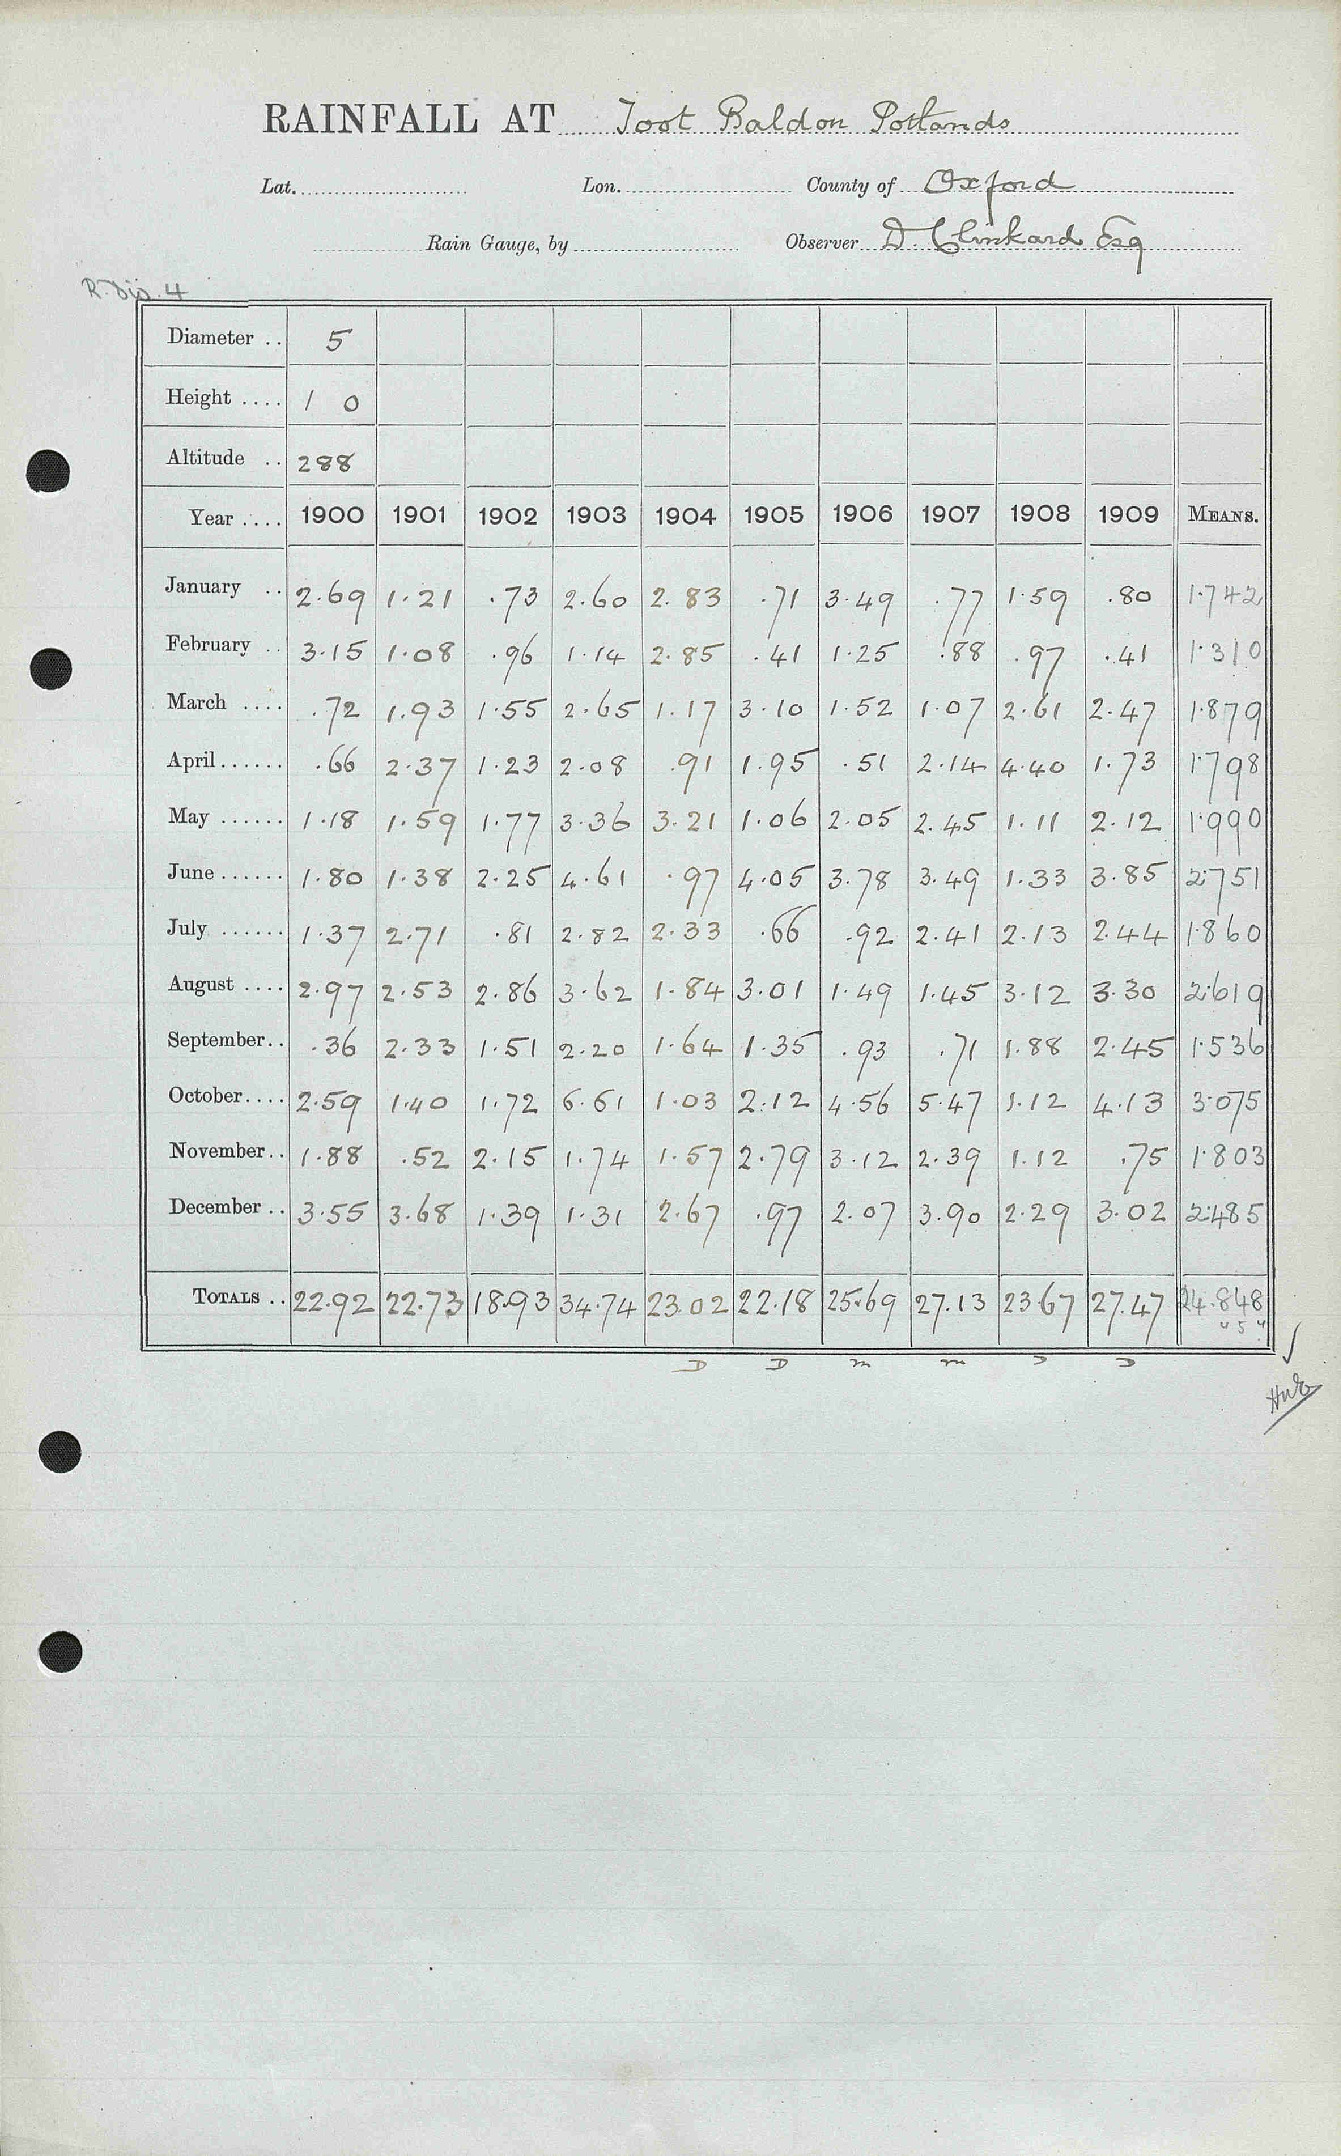 RAINFALL AT Toot Baldon Potlands
Lat. Lon. County of Oxford
Rain Gauge, by Observer D. Clinkard Esq
R. Dis. 4
Diameter .. 5
Height .... 1 0
Altitude .. 288
Year .... 1900 1901 1902 1903 1904 1905 1906 1907 1908 1909 MEANS.
January .. 2.69 1.21 .73 2.60 2.83 .71 3.49 .77 1.59 .80 1.742
February .. 3.15 1.08 .96 1.14 2.85 .41 1.25 .88 .97 .41 1.310
March .... .72 1.93 1.55 2.65 1.17 3.10 1.52 1.07 2.61 2.47 1.879
April ...... .66 2.37 1.23 2.08 .91 1.95 .51 2.14 4.40 1.73 1.798
May ...... 1.18 1.59 1.77 3.36 3.21 1.06 2.05 2.45 1.11 2.12 1.990
June ...... 1.80 1.38 2.25 4.61 .97 4.05 3.78 3.49 1.33 3.85 2.751
July ...... 1.37 2.71 .81 2.82 2.33 .66 .92 2.41 2.13 2.44 1.860
August .... 2.97 2.53 2.86 3.62 1.84 3.01 1.49 1.45 3.12 3.30 2.619
September .. .36 2.33 1.51 2.20 1.64 1.35 .93 .71 1.88 2.45 1.536
October .... 2.59 1.40 1.72 6.61 1.03 2.12 4.56 5.47 1.12 4.13 3.075
November .. 1.88 .52 2.15 1.74 1.57 2.79 3.12 2.39 1.12 .75 1.803
December .. 3.55 3.68 1.39 1.31 2.67 .97 2.07 3.90 2.29 3.02 2.485
TOTALS .. 22.92 22.73 18.93 34.74 23.02 22.18 25.69 27.13 23.67 27.47 24.848
" 5 "
D D m m D D